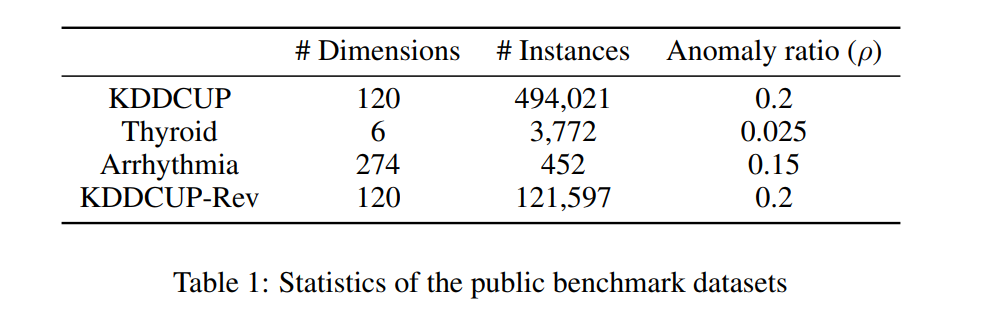 # Dimensions # Instances Anomaly ratio (ρ)
KDDCUP 120 494,021 0.2
Thyroid 6 3,772 0.025
Arrhythmia 274 452 0.15
KDDCUP-Rev 120 121,597 0.2
Table 1: Statistics of the public benchmark datasets